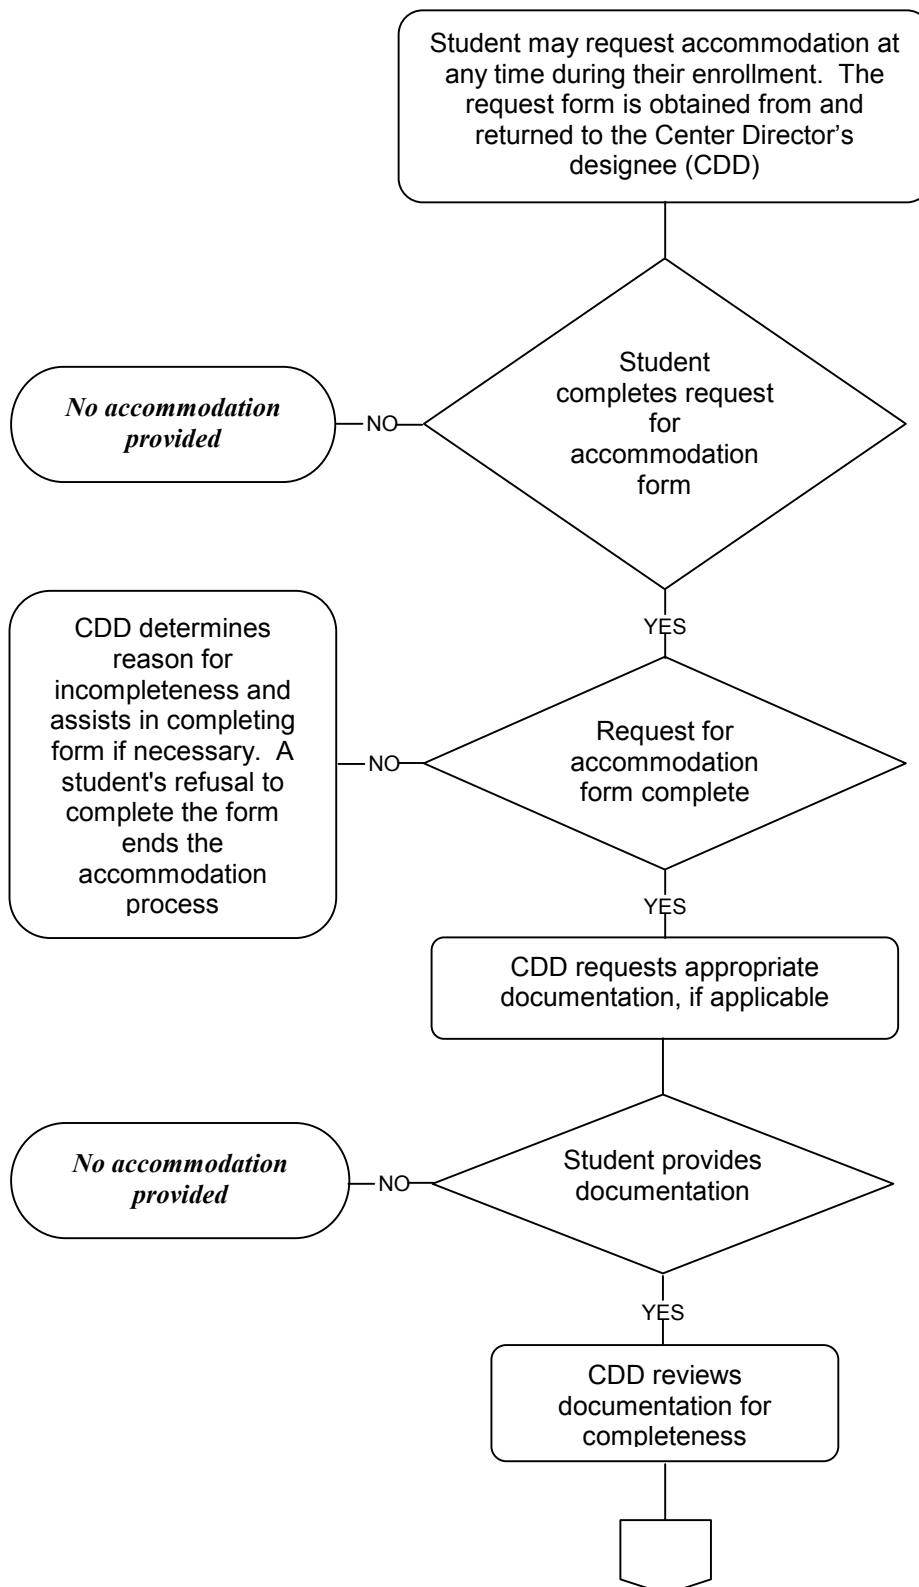 Student may request accommodation at
any time during their enrollment.  The
request form is obtained from and
returned to the Center Director's
designee (CDD)
Student
completes request
for
accommodation
form
NO
No accommodation
provided
YES
Request for
accommodation
form complete
NO
CDD determines
reason for
incompleteness and
assists in completing
form if necessary.  A
student's refusal to
complete the form
ends the
accommodation
process
YES
CDD requests appropriate
documentation, if applicable
Student provides
documentation
NO
No accommodation
provided
YES
CDD reviews
documentation for
completeness